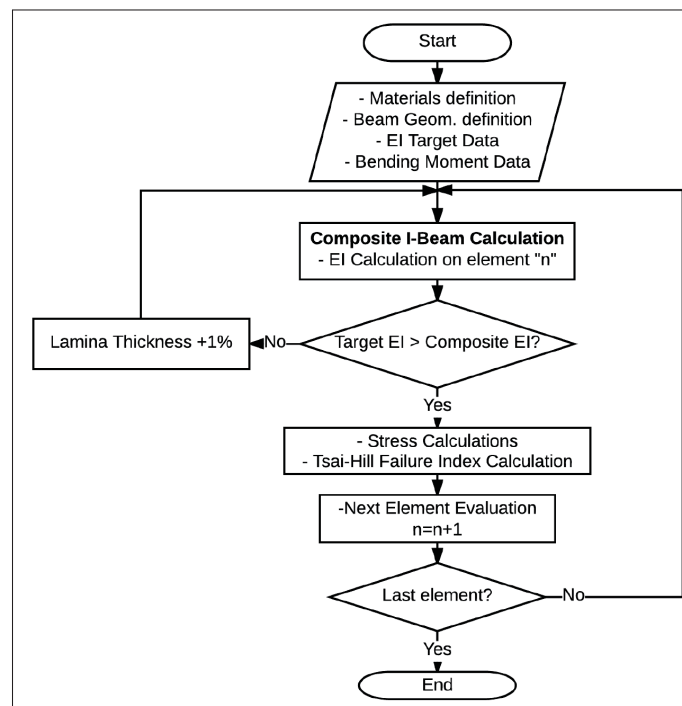 Start
- Materials definition
- Beam Geom. definition
- EI Target Data
- Bending Moment Data
Composite I-Beam Calculation
- EI Calculation on element "n"
Lamina Thickness +1%
No
Target EI > Composite EI?
Yes
- Stress Calculations
- Tsai-Hill Failure Index Calculation
-Next Element Evaluation
n=n+1
Last element?
No
Yes
End